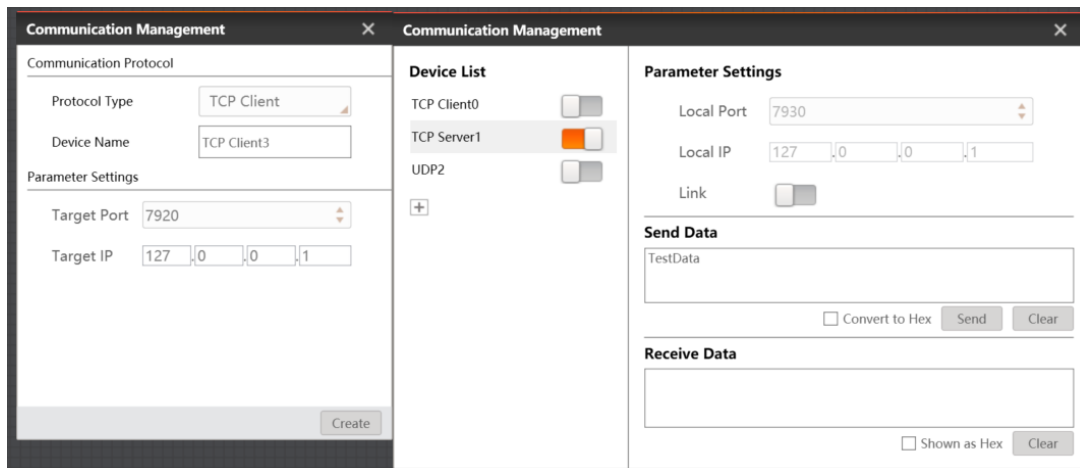 Communication Management
Communication Protocol
Protocol Type TCP Client
Device Name TCP Client3
Parameter Settings
Target Port 7920
Target IP 127 .0 .0 .1
Create
Communication Management
Device List
TCP Client0
TCP Server1
UDP2
Parameter Settings
Local Port 7930
Local IP 127 .0 .0 .1
Link
Send Data
TestData
Convert to Hex Send Clear
Receive Data
Shown as Hex Clear